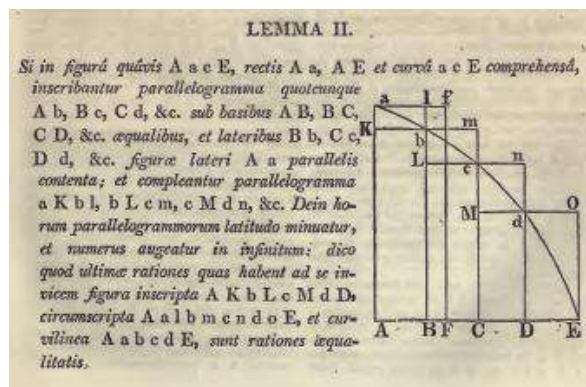 LEMMA II.
Si in figurâ quâvis A a c E, rectis A a, A E et curvâ a c E comprehensâ,
inscribantur parallelogramma quotcunque
A b, B c, C d, &c. sub basibus A B, B C,
C D, &c. æqualibus, et lateribus B b, C c,
D d, &c. figuræ lateri A a parallelis
contenta; et compleantur parallelogramma
a K b l, b L c m, c M d n, &c. Dein ho-
rum parallelogrammorum latitudo minuatur,
et numerus augeatur in infinitum: dico
quod ultimæ rationes quas habent ad se in-
vicem figura inscripta A K b L c M d D,
circumscripta A a l b m c n d o E, et cur-
vilinea A a b c d E, sunt rationes æqua-
litatis.
a l f
K m
b
L n
c
M O
d
A B F C D E